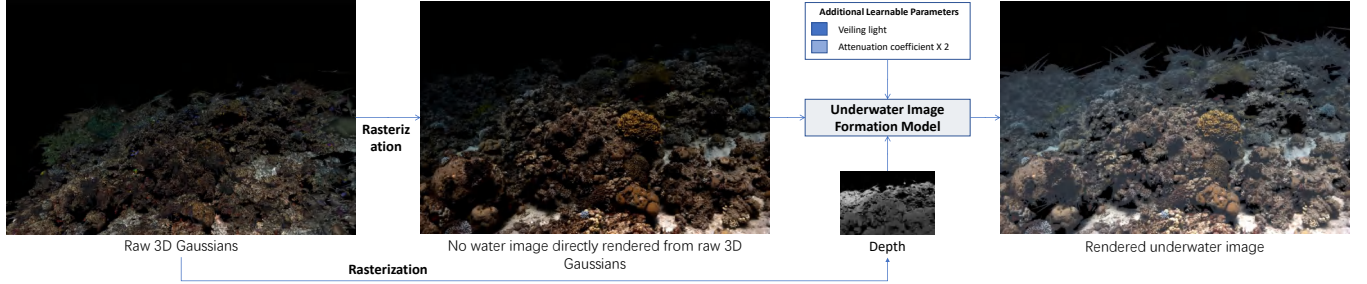 Additional Learnable Parameters
Veiling light
Attenuation coefficient X 2
Rasteriz
ation
Underwater Image
Formation Model
Raw 3D Gaussians
No water image directly rendered from raw 3D
Gaussians
Depth
Rendered underwater image
Rasterization